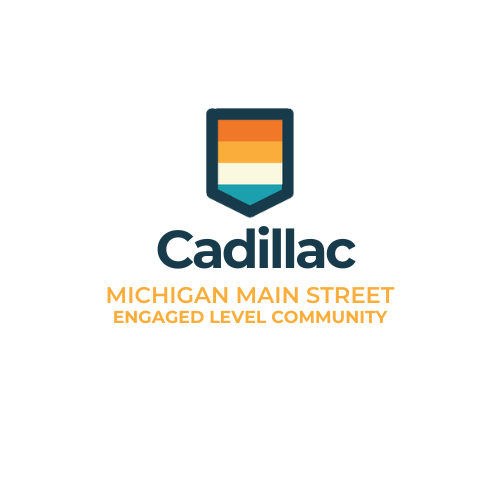 Cadillac
MICHIGAN MAIN STREET
ENGAGED LEVEL COMMUNITY